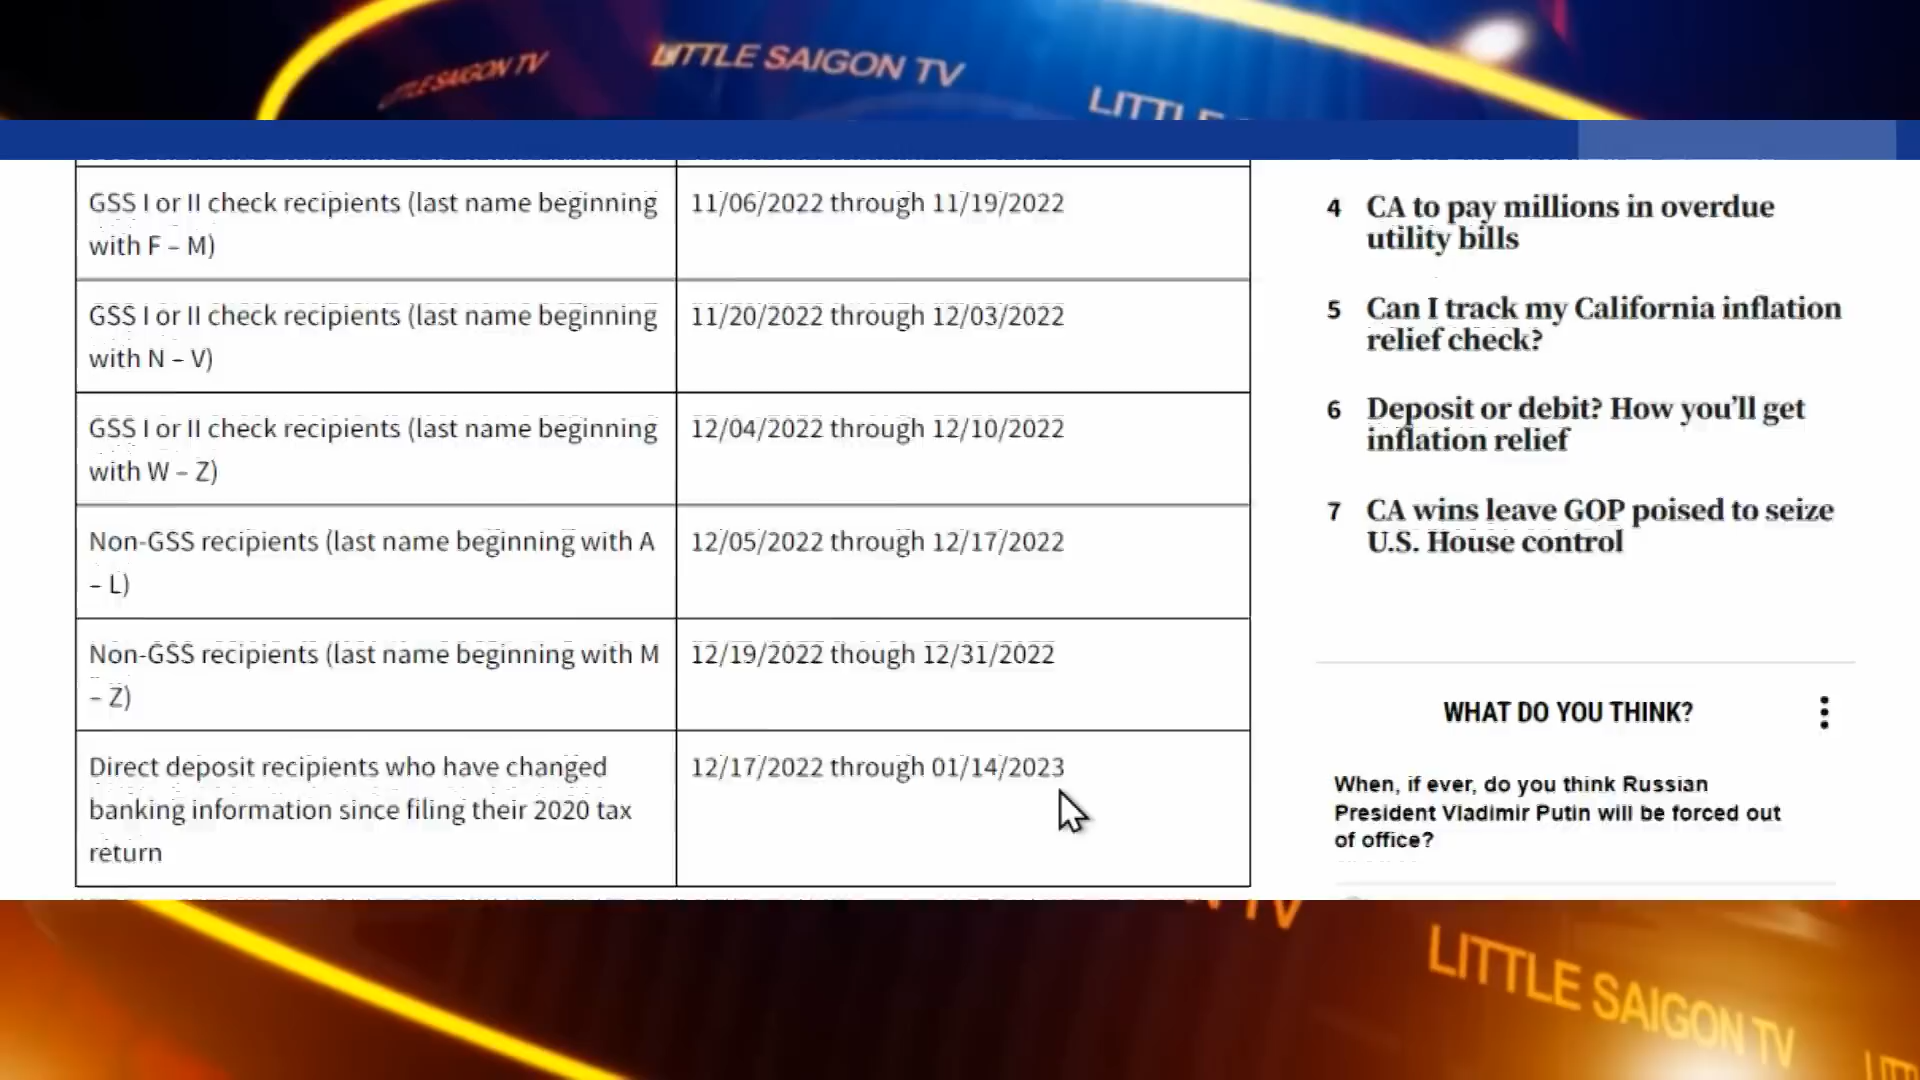 LITTLE SAIGON TV
LITTLE SAIGON TV
GSS I or II check recipients (last name beginning
with F – M)
11/06/2022 through 11/19/2022
GSS I or II check recipients (last name beginning
with N – V)
11/20/2022 through 12/03/2022
GSS I or II check recipients (last name beginning
with W – Z)
12/04/2022 through 12/10/2022
Non-GSS recipients (last name beginning with A
– L)
12/05/2022 through 12/17/2022
Non-GSS recipients (last name beginning with M
– Z)
12/19/2022 though 12/31/2022
Direct deposit recipients who have changed
banking information since filing their 2020 tax
return
12/17/2022 through 01/14/2023
4 CA to pay millions in overdue
utility bills
5 Can I track my California inflation
relief check?
6 Deposit or debit? How you'll get
inflation relief
7 CA wins leave GOP poised to seize
U.S. House control
WHAT DO YOU THINK?
When, if ever, do you think Russian
President Vladimir Putin will be forced out
of office?
TV
LITTLE SAIGON TV